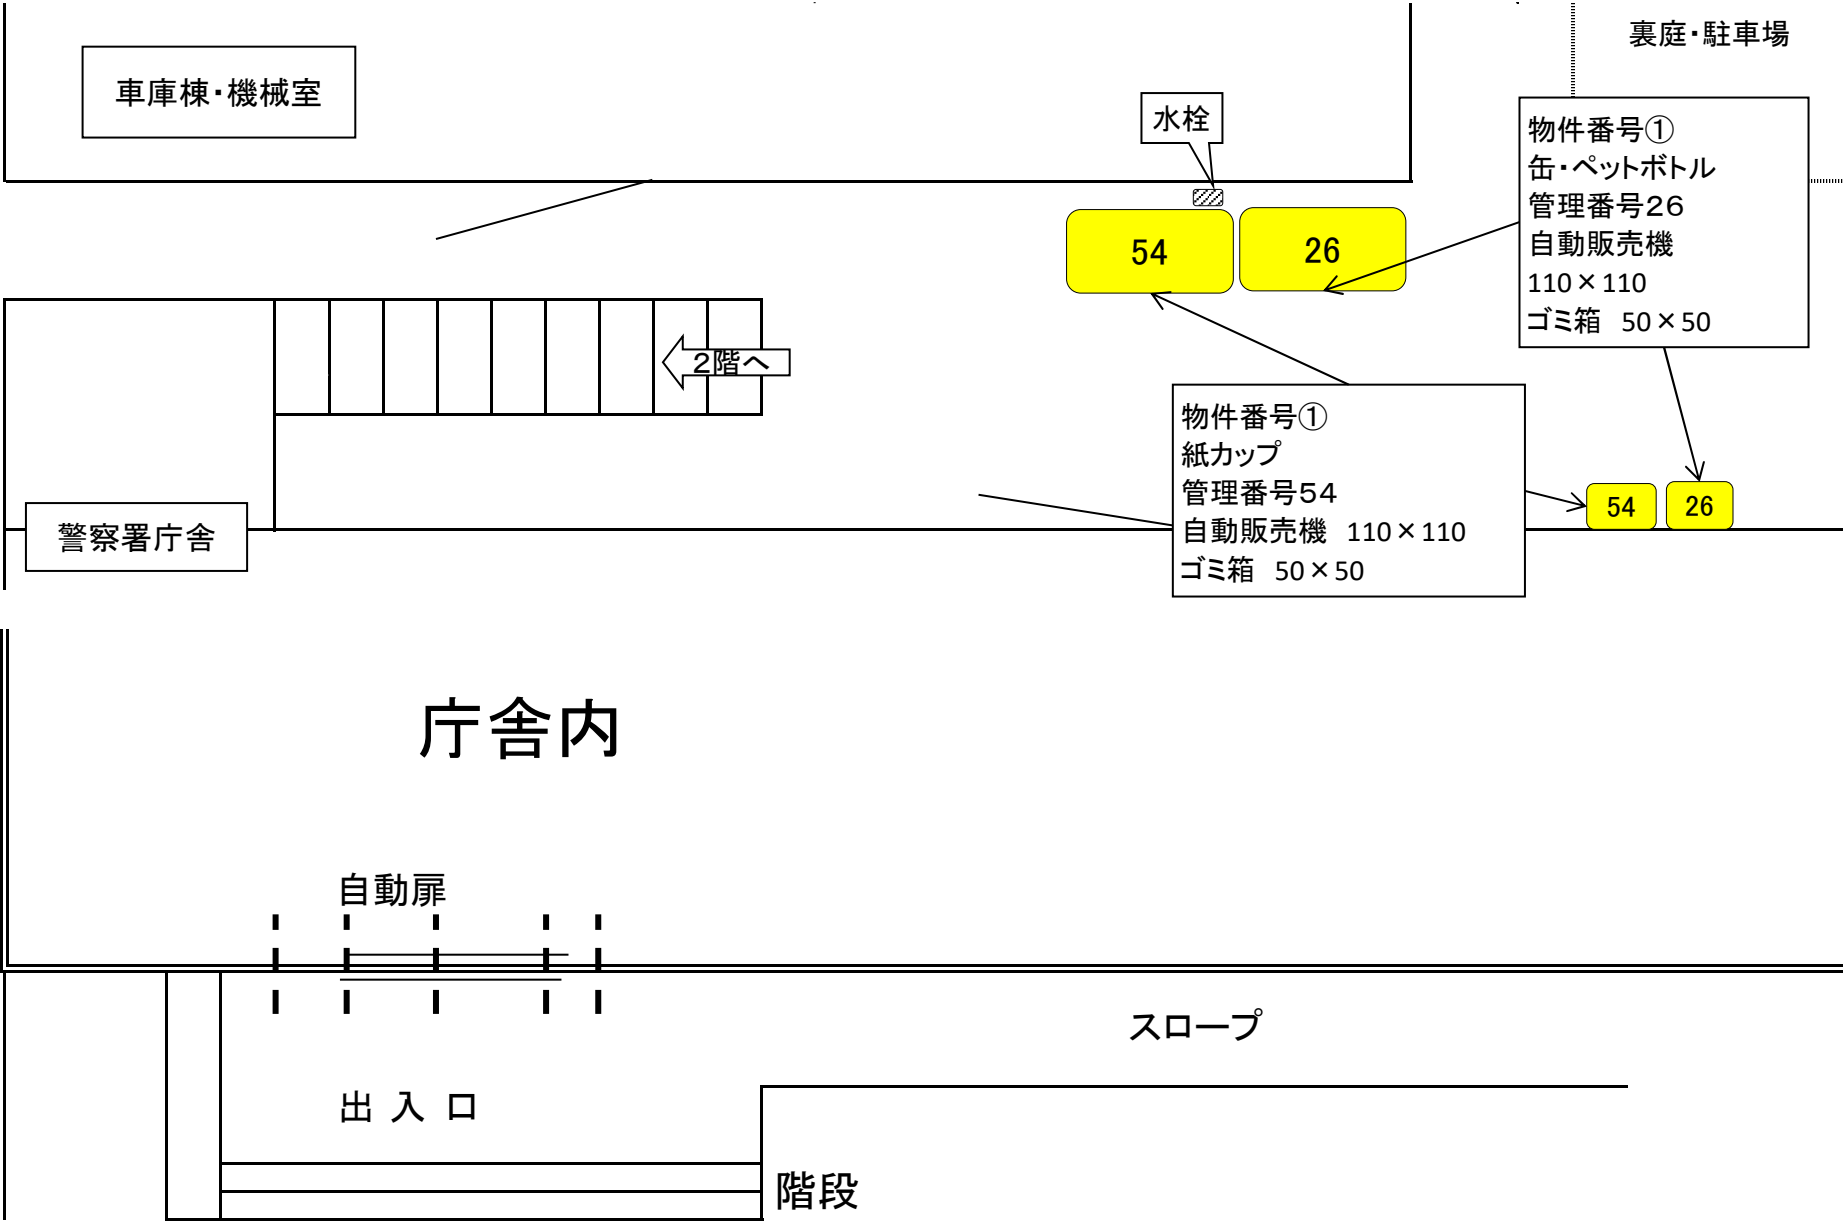 裏庭・駐車場
車庫棟・機械室
水栓
物件番号①
缶・ペットボトル
管理番号26
自動販売機
110×110
ゴミ箱 50×50
54
26
2階へ
物件番号①
紙カップ
管理番号54
自動販売機 110×110
ゴミ箱 50×50
54
26
警察署庁舎
庁舎内
自動扉
スロープ
出 入 口
階段